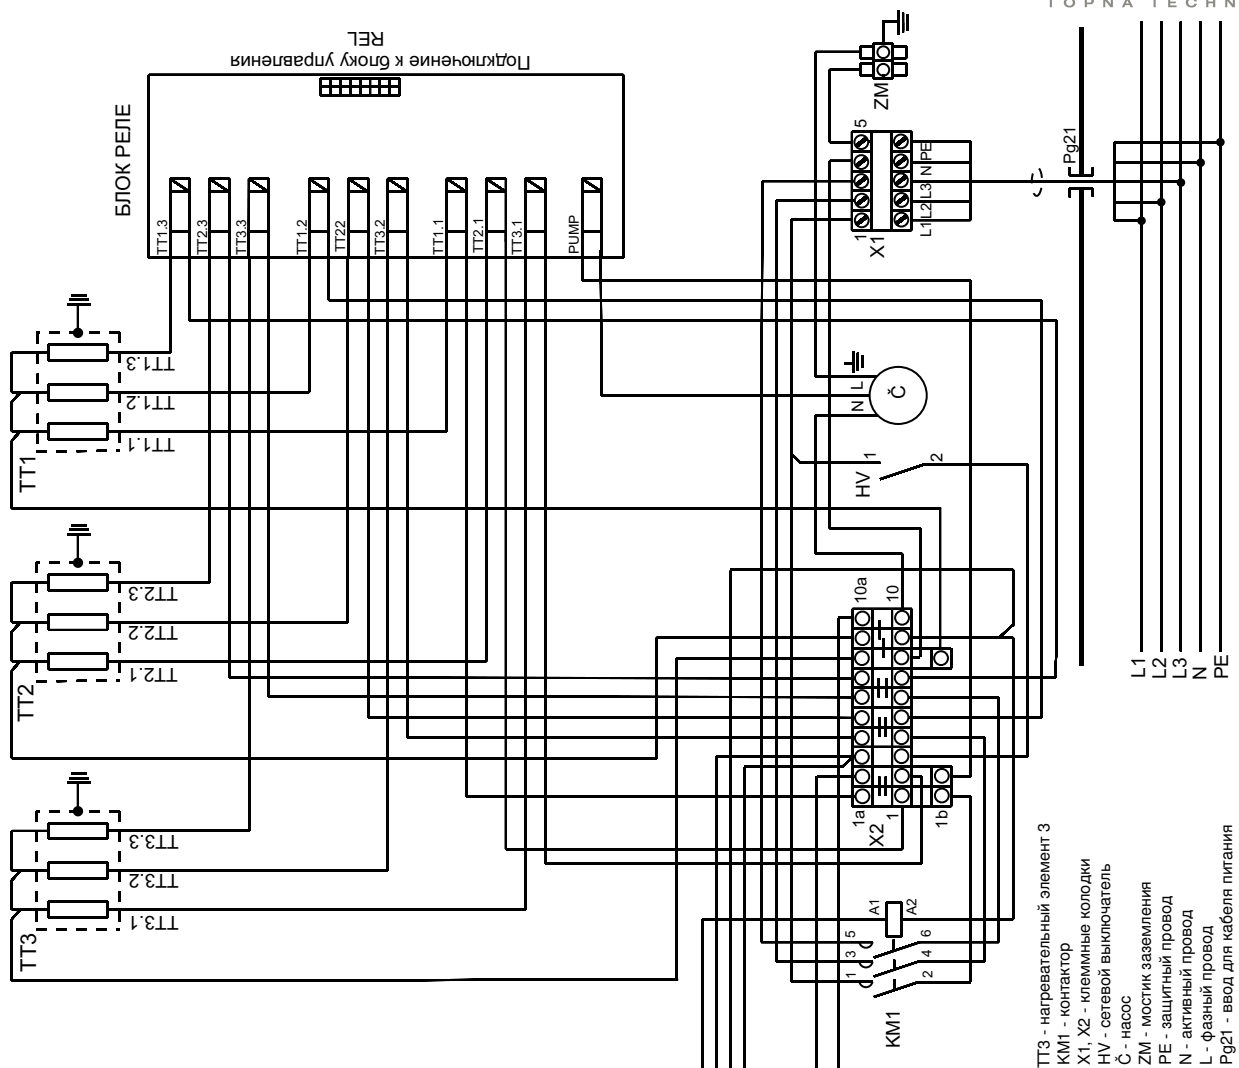 TOPNA TECHN
Подключение к блоку управления
REL
БЛОК РЕЛЕ
TT1.3
TT2.3
TT3.3
TT1.2
TT22
TT3.2
TT1.1
TT2.1
TT3.1
PUMP
ZM
5
1
X1
L1
L2
L3
N
PE
Pg21
TT1.3
TT1.2
TT1.1
TT1
N
L
Č
HV
1
2
TT2.3
TT2.2
TT2.1
TT2
10a
10
1a
1
1b
X2
L1
L2
L3
N
PE
TT3.3
TT3.2
TT3.1
TT3
A1
A2
5
3
1
6
4
2
KM1
TT3 - нагревательный элемент 3
KM1 - контактор
X1, X2 - клеммные колодки
HV - сетевой выключатель
Č - насос
ZM - мостик заземления
PE - защитный провод
N - активный провод
L - фазный провод
Pg21 - ввод для кабеля питания